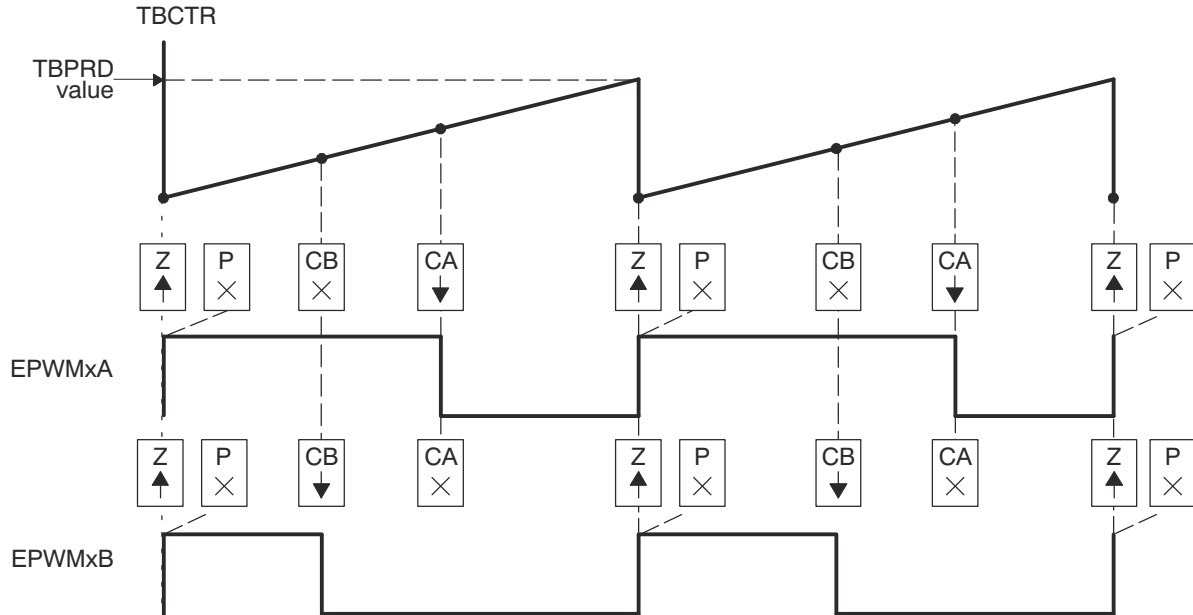 TBCTR
TBPRD
value
Z P CB CA Z P CB CA Z P
EPWMxA
Z P CB CA Z P CB CA Z P
EPWMxB